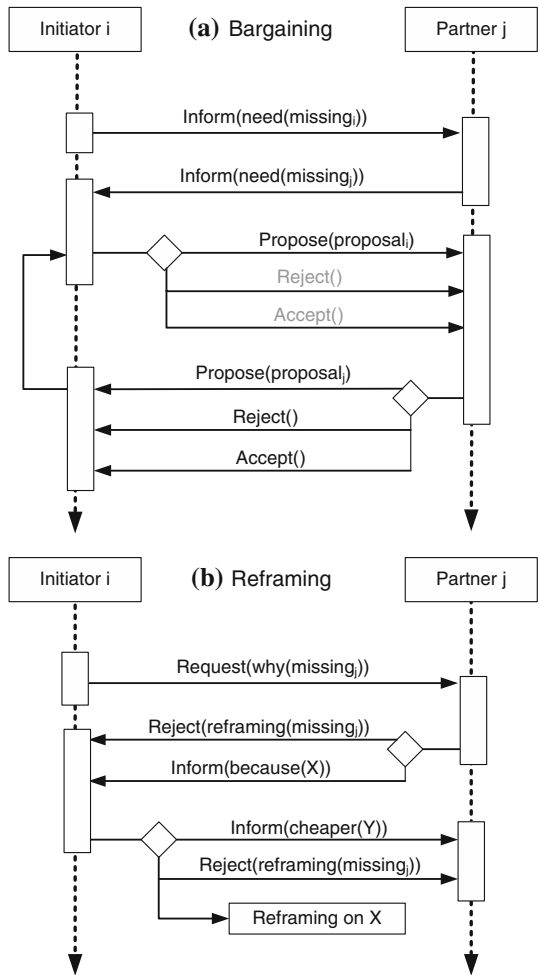 Initiator i
(a) Bargaining
Partner j
Inform(need(missingᵢ))
Inform(need(missingⱼ))
Propose(proposalᵢ)
Reject()
Accept()
Propose(proposalⱼ)
Reject()
Accept()
Initiator i
(b) Reframing
Partner j
Request(why(missingⱼ))
Reject(reframing(missingⱼ))
Inform(because(X))
Inform(cheaper(Y))
Reject(reframing(missingⱼ))
Reframing on X